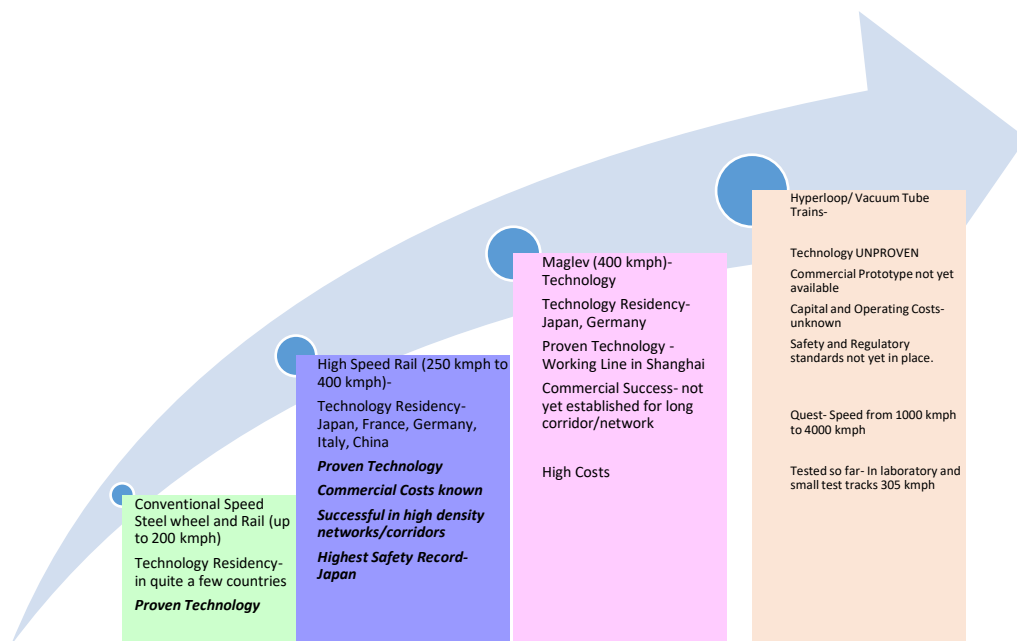 Conventional Speed
Steel wheel and Rail (up
to 200 kmph)
Technology Residency-
in quite a few countries
Proven Technology
High Speed Rail (250 kmph to
400 kmph)-
Technology Residency-
Japan, France, Germany,
Italy, China
Proven Technology
Commercial Costs known
Successful in high density
networks/corridors
Highest Safety Record-
Japan
Maglev (400 kmph)-
Technology
Technology Residency-
Japan, Germany
Proven Technology -
Working Line in Shanghai
Commercial Success- not
yet established for long
corridor/network
High Costs
Hyperloop/ Vacuum Tube
Trains-
Technology UNPROVEN
Commercial Prototype not yet
available
Capital and Operating Costs-
unknown
Safety and Regulatory
standards not yet in place.
Quest- Speed from 1000 kmph
to 4000 kmph
Tested so far- In laboratory and
small test tracks 305 kmph